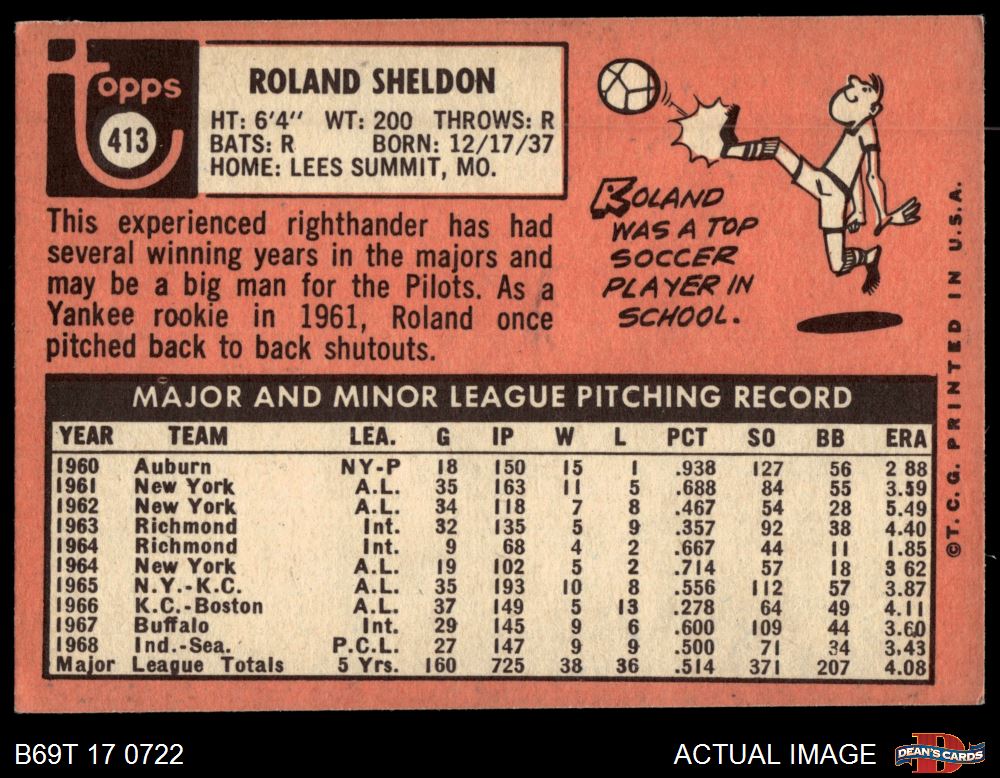 Topps
413
ROLAND SHELDON
HT: 6'4" WT: 200 THROWS: R
BATS: R BORN: 12/17/37
HOME: LEES SUMMIT, MO.
This experienced righthander has had
several winning years in the majors and
may be a big man for the Pilots. As a
Yankee rookie in 1961, Roland once
pitched back to back shutouts.
ROLAND
WAS A TOP
SOCCER
PLAYER IN
SCHOOL.
©T.C.G. PRINTED IN U.S.A.
MAJOR AND MINOR LEAGUE PITCHING RECORD
YEAR TEAM LEA. G IP W L PCT SO BB ERA
1960 Auburn NY-P 18 150 15 1 .938 127 56 2 88
1961 New York A.L. 35 163 11 5 .688 84 55 3.59
1962 New York A.L. 34 118 7 8 .467 54 28 5.49
1963 Richmond Int. 32 135 5 9 .357 92 38 4.40
1964 Richmond Int. 9 68 4 2 .667 44 11 1.85
1964 New York A.L. 19 102 5 2 .714 57 18 3 62
1965 N.Y.-K.C. A.L. 35 193 10 8 .556 112 57 3.87
1966 K.C.-Boston A.L. 37 149 5 13 .278 64 49 4.11
1967 Buffalo Int. 29 145 9 6 .600 109 44 3.60
1968 Ind.-Sea. P.C.L. 27 147 9 9 .500 71 34 3.43
Major League Totals 5 Yrs. 160 725 38 36 .514 371 207 4.08
B69T 17 0722
ACTUAL IMAGE
DEAN'S CARDS